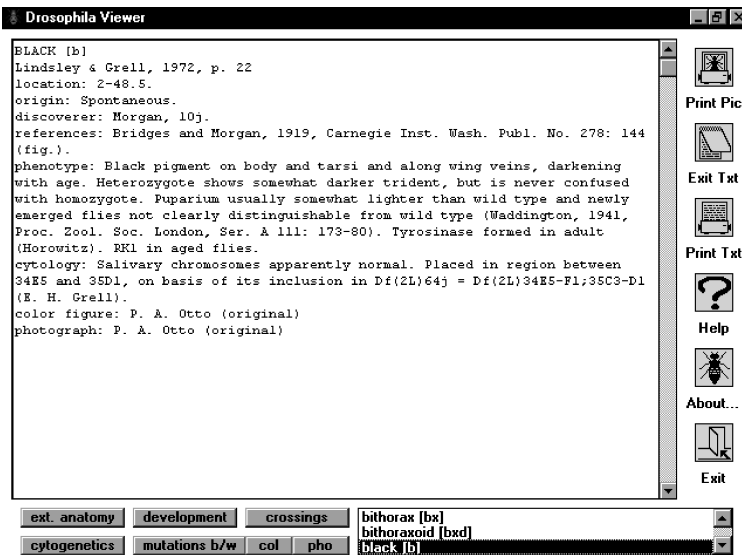 Drosophila Viewer
BLACK [b]
Lindsley & Grell, 1972, p. 22
location: 2-48.5.
origin: Spontaneous.
discoverer: Morgan, 10j.
references: Bridges and Morgan, 1919, Carnegie Inst. Wash. Publ. No. 278: 144
(fig.).
phenotype: Black pigment on body and tarsi and along wing veins, darkening
with age. Heterozygote shows somewhat darker trident, but is never confused
with homozygote. Puparium usually somewhat lighter than wild type and newly
emerged flies not clearly distinguishable from wild type (Waddington, 1941,
Proc. Zool. Soc. London, Ser. A 111: 173-80). Tyrosinase formed in adult
(Horowitz). RK1 in aged flies.
cytology: Salivary chromosomes apparently normal. Placed in region between
34E5 and 35D1, on basis of its inclusion in Df(2L)64j = Df(2L)34E5-F1;35C3-D1
(E. H. Grell).
color figure: P. A. Otto (original)
photograph: P. A. Otto (original)
Print Pic
Exit Txt
Print Txt
Help
About...
Exit
ext. anatomy development crossings
cytogenetics mutations b/w col pho
bithorax [bx]
bithoraxoid [bxd]
black [b]